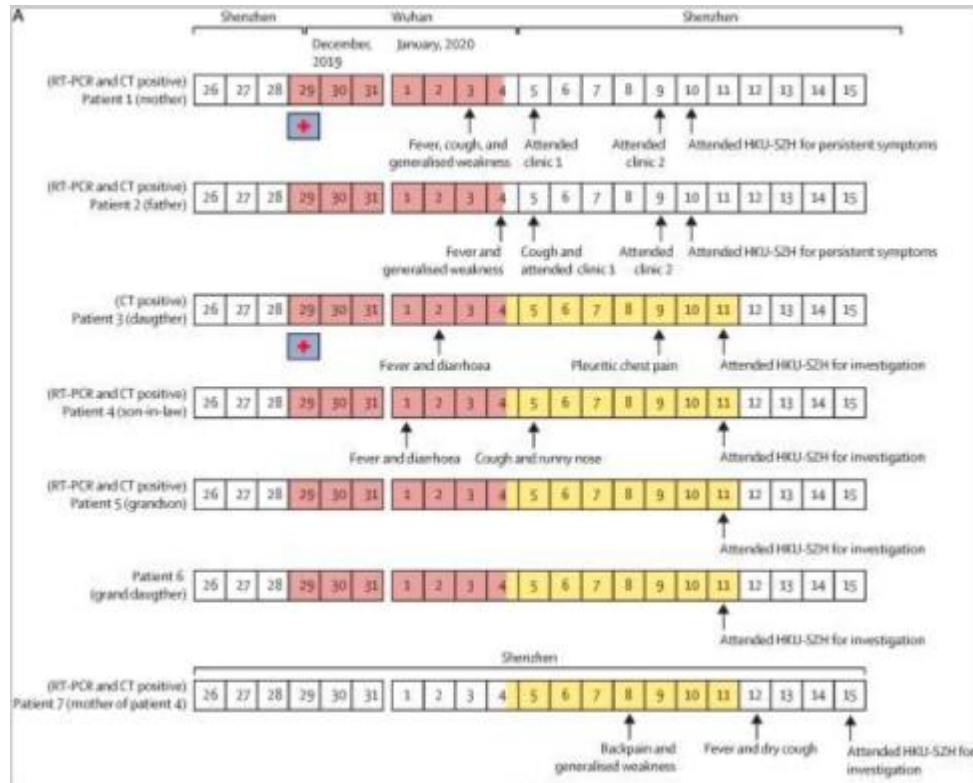 A
Shenzhen Wuhan Shenzhen
December, 2019 January, 2020
(RT-PCR and CT positive)
Patient 1 (mother)
26 27 28 29 30 31 1 2 3 4 5 6 7 8 9 10 11 12 13 14 15
Fever, cough, and generalised weakness
Attended clinic 1
Attended clinic 2
Attended HKU-SZH for persistent symptoms
(RT-PCR and CT positive)
Patient 2 (father)
26 27 28 29 30 31 1 2 3 4 5 6 7 8 9 10 11 12 13 14 15
Fever and generalised weakness
Cough and attended clinic 1
Attended clinic 2
Attended HKU-SZH for persistent symptoms
(CT positive)
Patient 3 (daugther)
26 27 28 29 30 31 1 2 3 4 5 6 7 8 9 10 11 12 13 14 15
Fever and diarrhoea
Pleuritic chest pain
Attended HKU-SZH for investigation
(RT-PCR and CT positive)
Patient 4 (son-in-law)
26 27 28 29 30 31 1 2 3 4 5 6 7 8 9 10 11 12 13 14 15
Fever and diarrhoea
Cough and runny nose
Attended HKU-SZH for investigation
(RT-PCR and CT positive)
Patient 5 (grandson)
26 27 28 29 30 31 1 2 3 4 5 6 7 8 9 10 11 12 13 14 15
Attended HKU-SZH for investigation
Patient 6
(grand daugther)
26 27 28 29 30 31 1 2 3 4 5 6 7 8 9 10 11 12 13 14 15
Attended HKU-SZH for investigation
Shenzhen
(RT-PCR and CT positive)
Patient 7 (mother of patient 4)
26 27 28 29 30 31 1 2 3 4 5 6 7 8 9 10 11 12 13 14 15
Backpain and generalised weakness
Fever and dry cough
Attended HKU-SZH for investigation